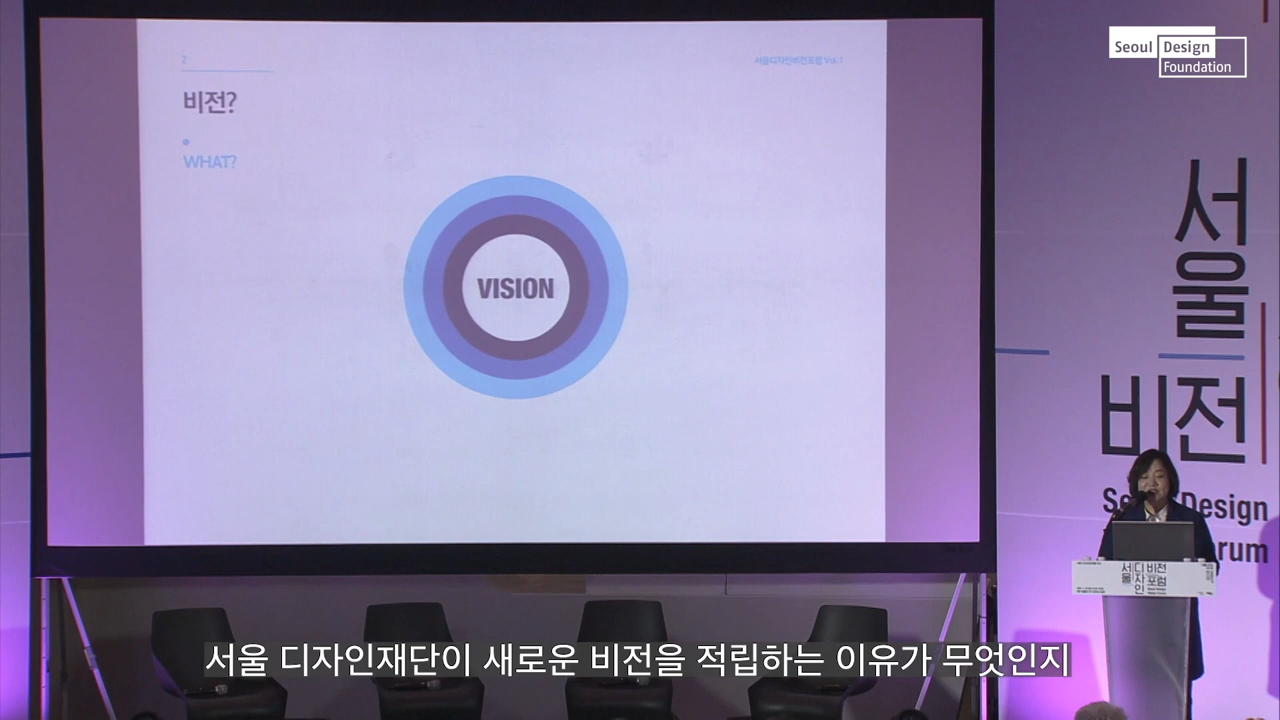 2
서울디자인비전포럼 Vol.1
비전?
WHAT?
VISION
Seoul Design
Foundation
서울
비전
Design
서울 디자인 비전 포럼
서울 디자인재단이 새로운 비전을 적립하는 이유가 무엇인지